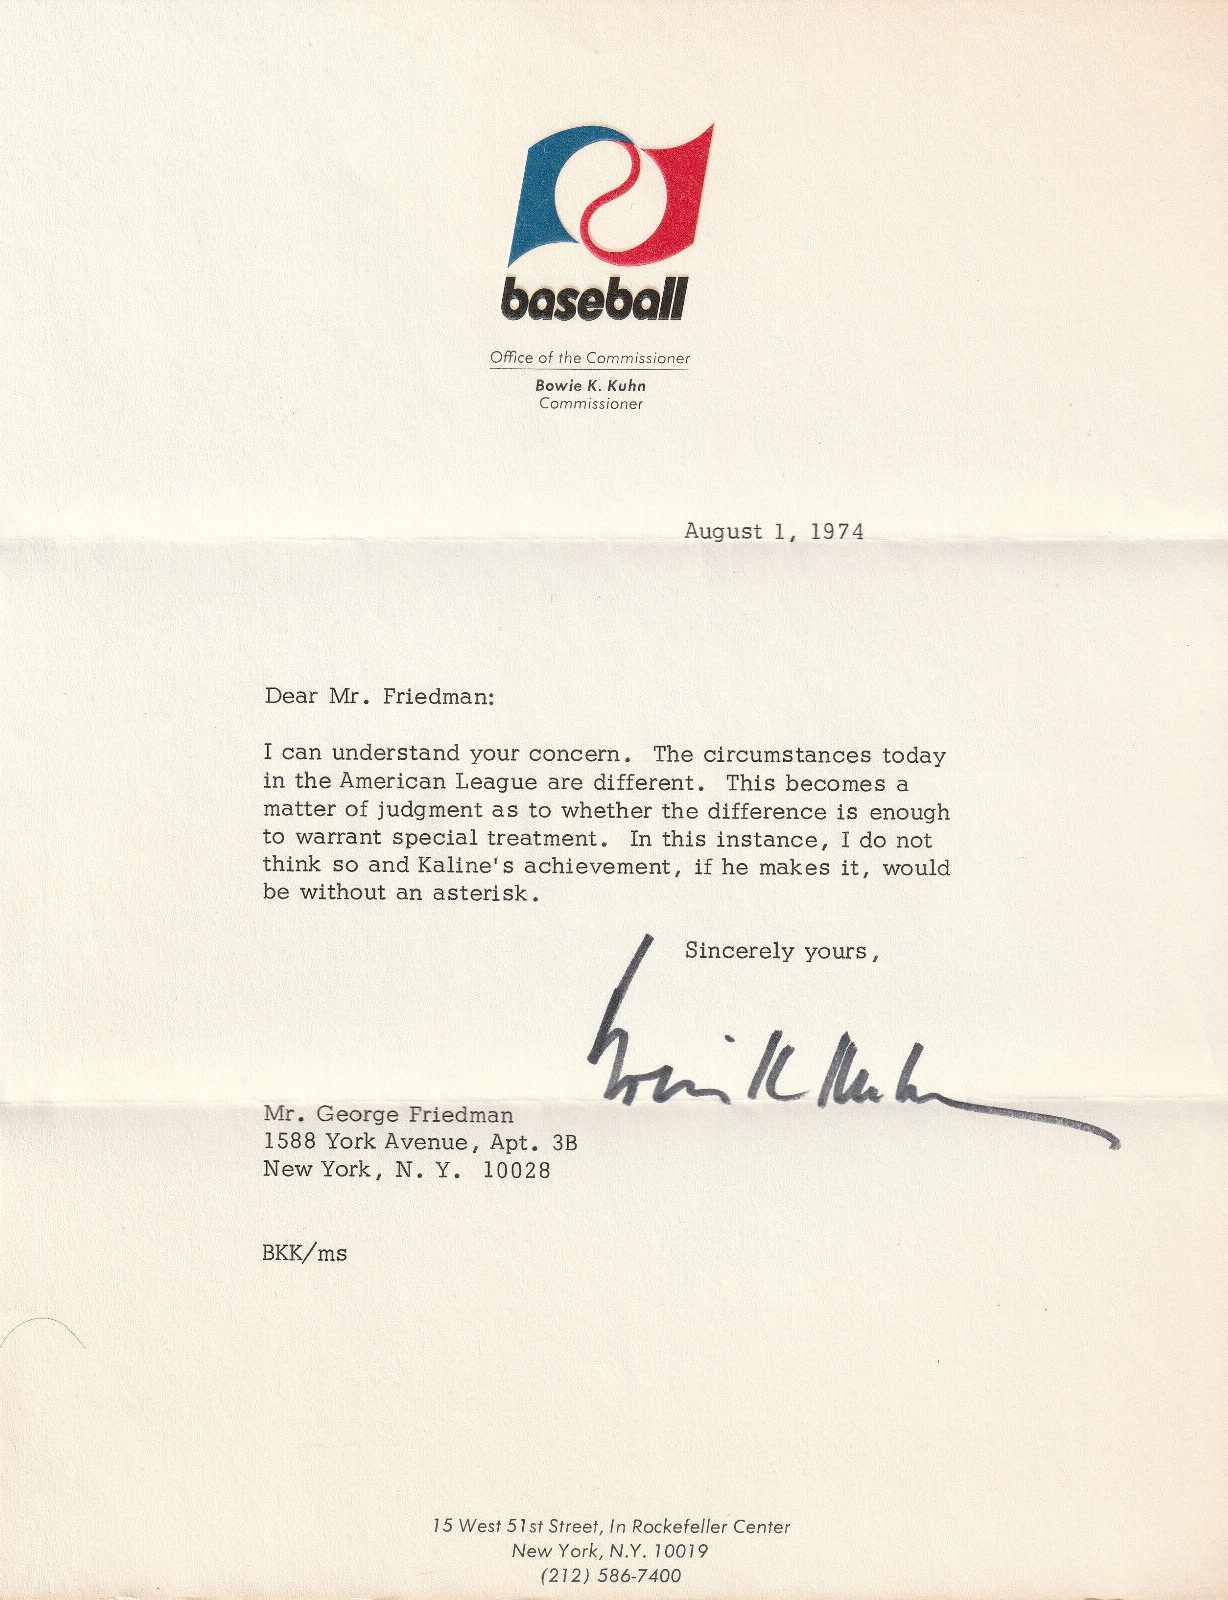 baseball
Office of the Commissioner
Bowie K. Kuhn
Commissioner
August 1, 1974
Dear Mr. Friedman:
I can understand your concern. The circumstances today
in the American League are different. This becomes a
matter of judgment as to whether the difference is enough
to warrant special treatment. In this instance, I do not
think so and Kaline's achievement, if he makes it, would
be without an asterisk.
Sincerely yours,
Bowie K Kuhn
Mr. George Friedman
1588 York Avenue, Apt. 3B
New York, N. Y. 10028
BKK/ms
15 West 51st Street, In Rockefeller Center
New York, N.Y. 10019
(212) 586-7400